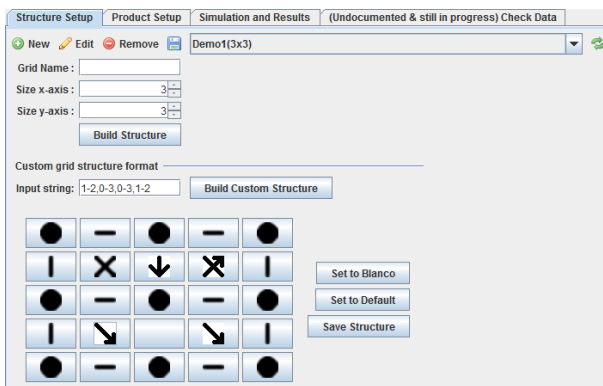 Structure Setup Product Setup Simulation and Results (Undocumented & still in progress) Check Data
New Edit Remove Demo1(3x3)
Grid Name :
Size x-axis : 3
Size y-axis : 3
Build Structure
Custom grid structure format
Input string: 1-2,0-3,0-3,1-2 Build Custom Structure
Set to Blanco
Set to Default
Save Structure